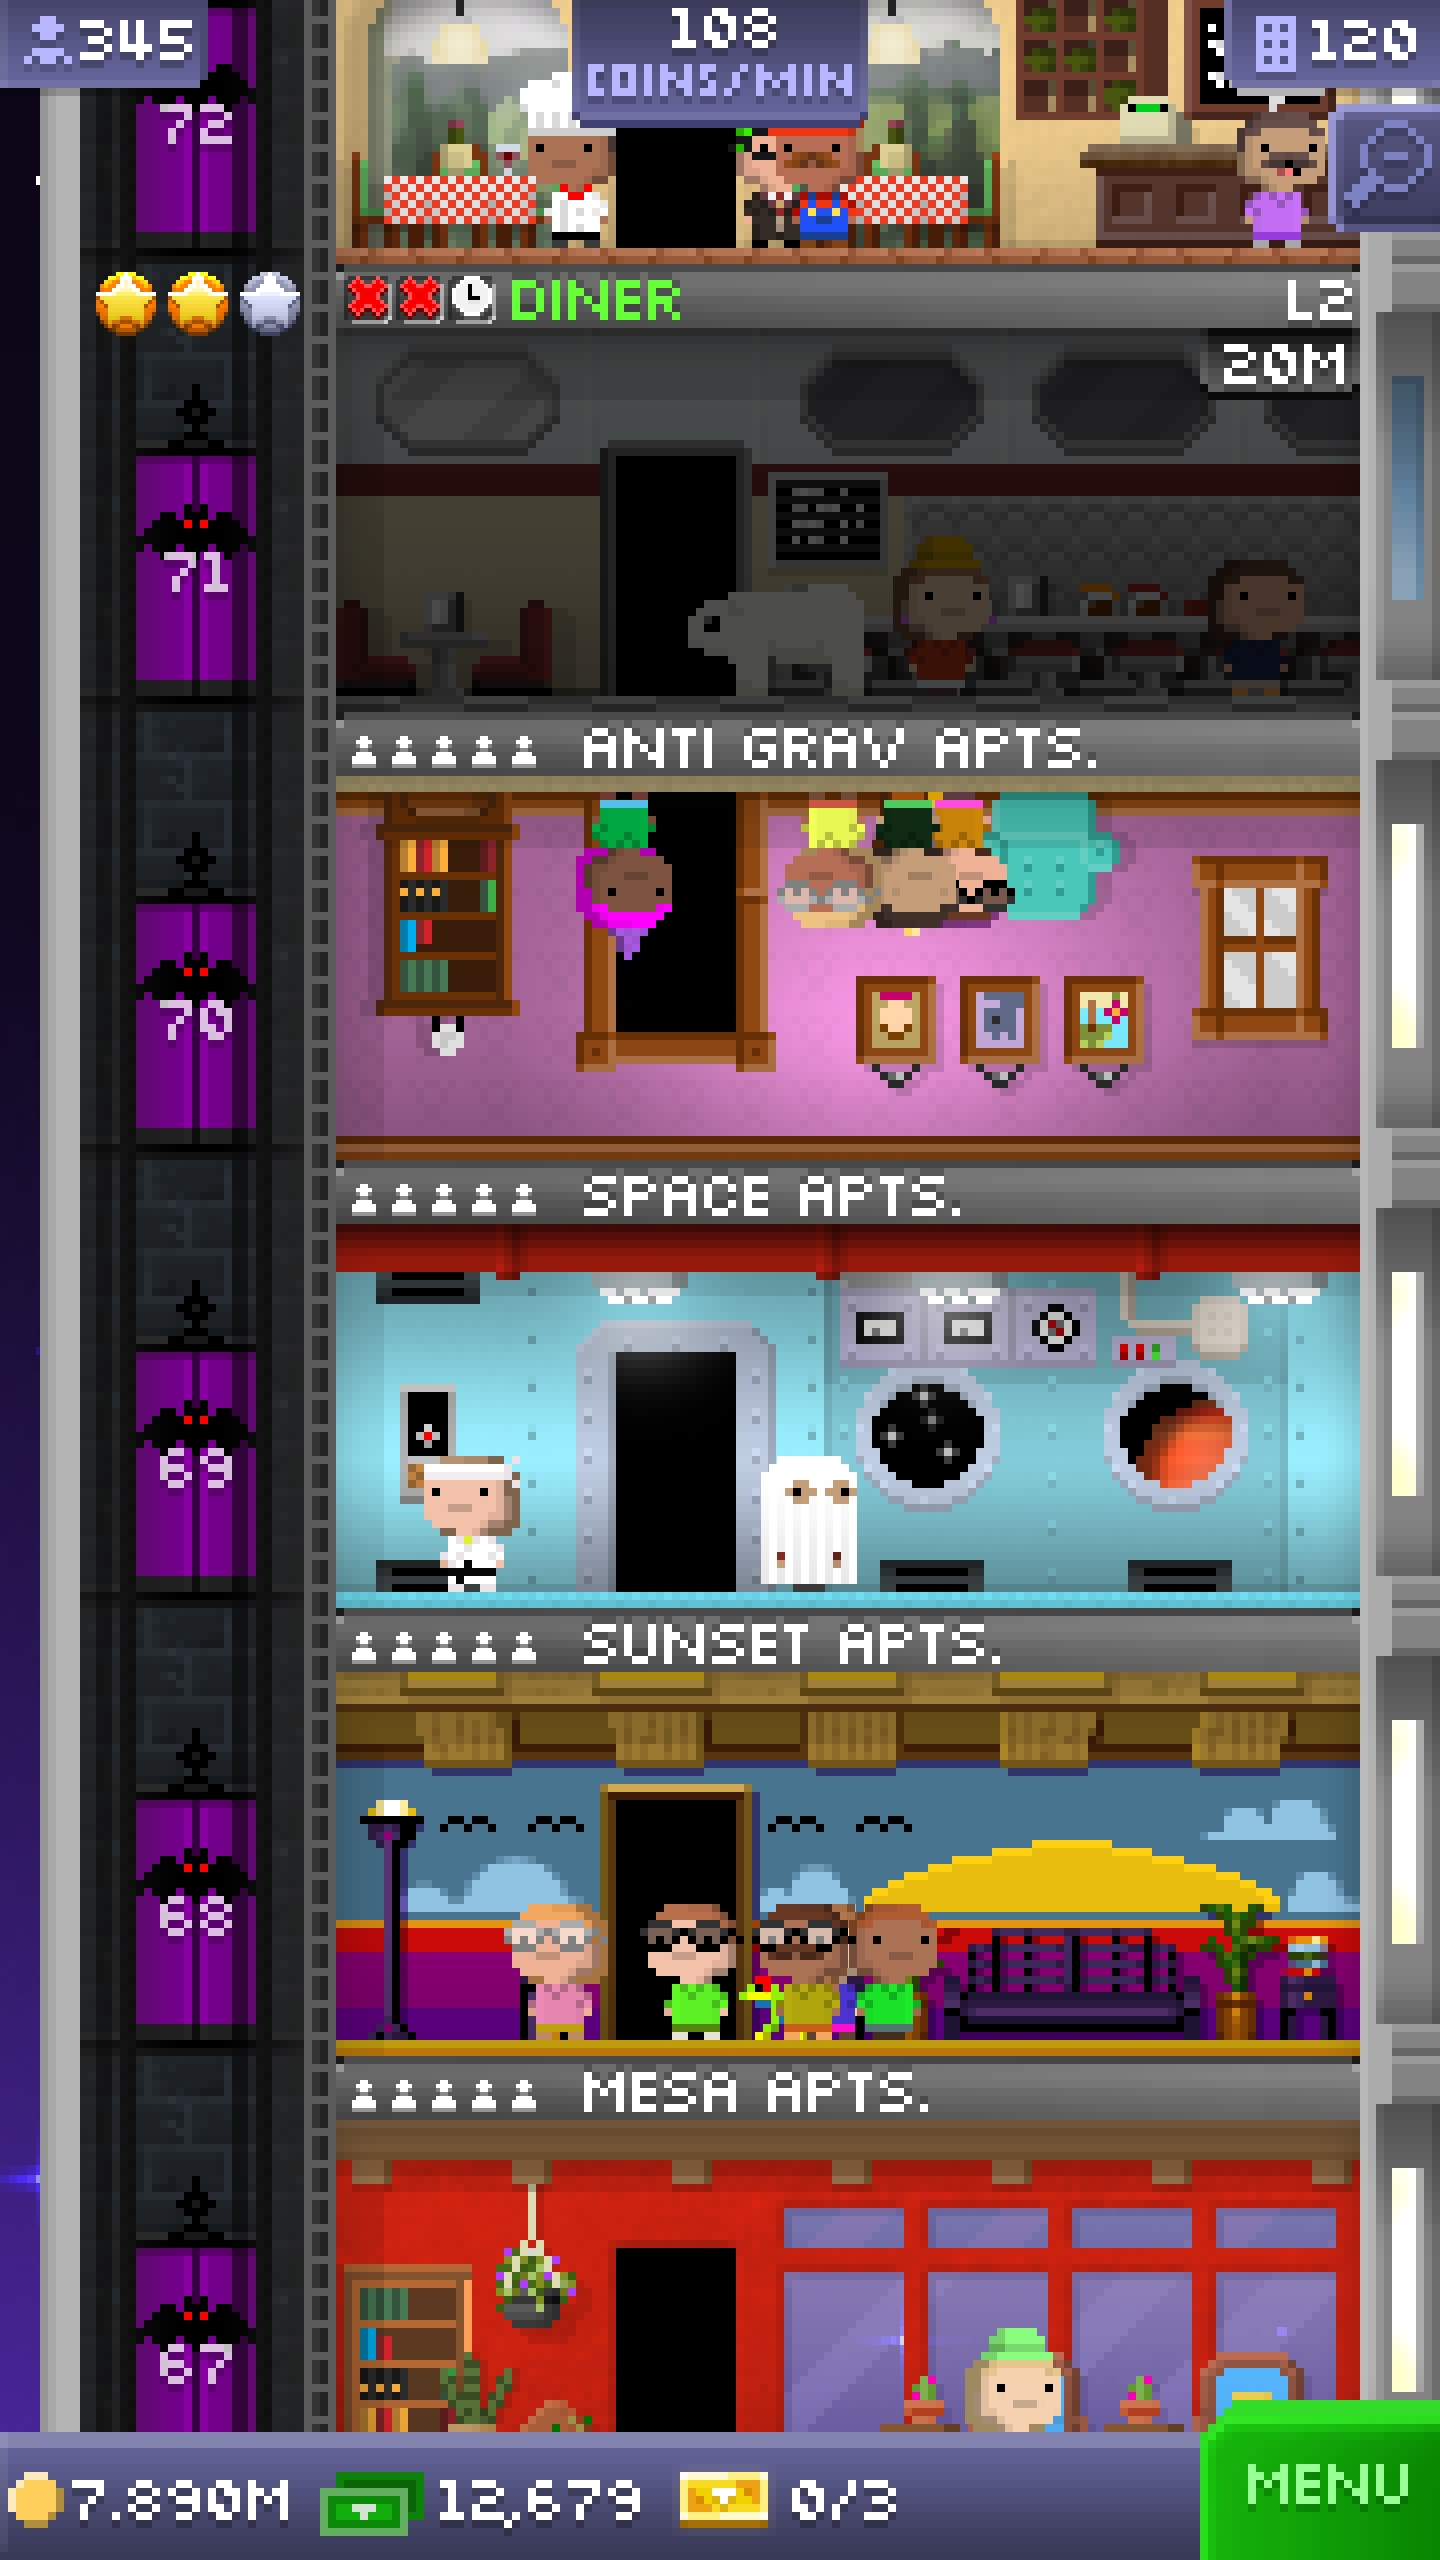 345
108
COINS/MIN
120
72
DINER
L2
20M
71
ANTI GRAV APTS.
70
SPACE APTS.
69
SUNSET APTS.
68
MESA APTS.
67
7.890M
12,679
0/3
MENU